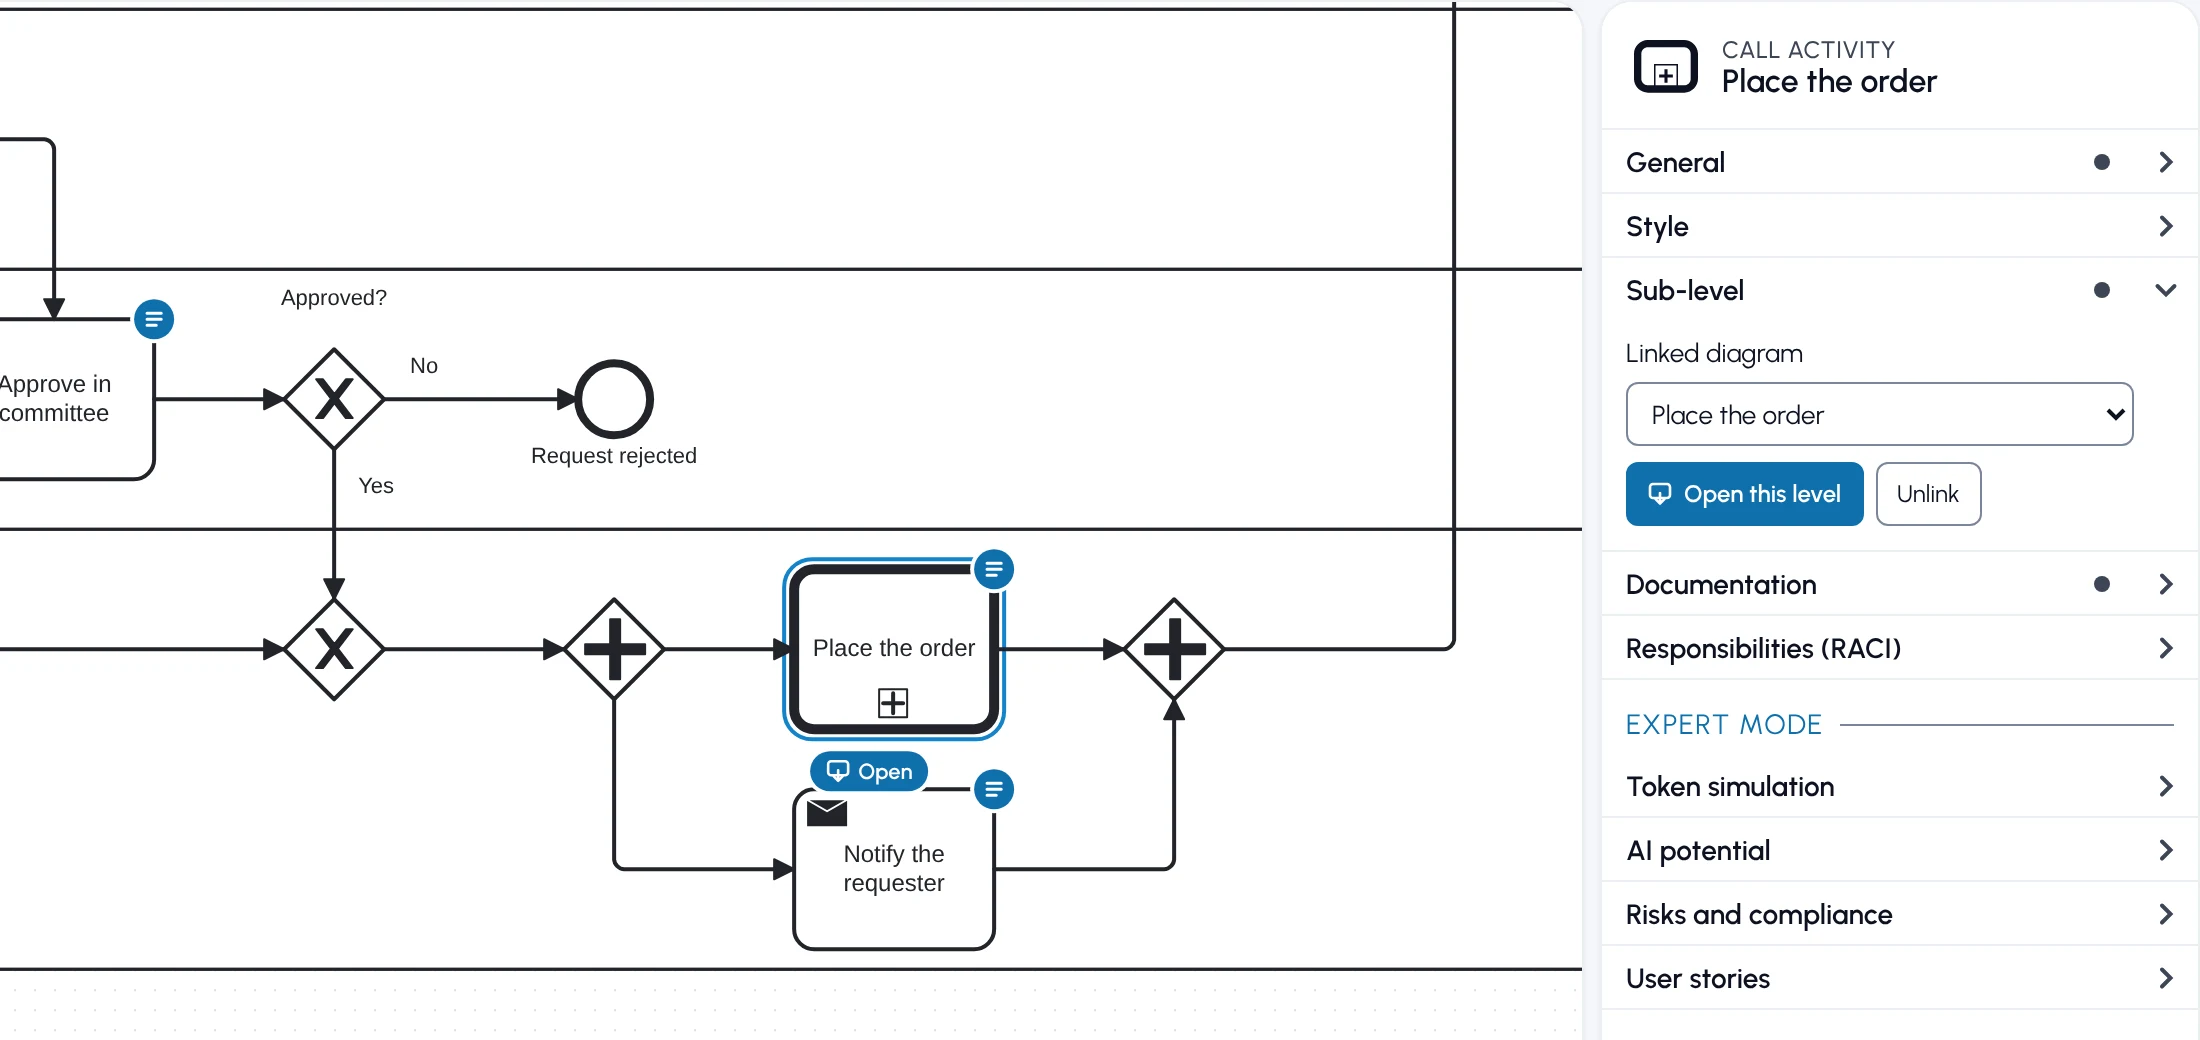 Approved?
No
Approve in
committee
Request rejected
Yes
Place the order
Open
Notify the
requester
CALL ACTIVITY
Place the order
General
Style
Sub-level
Linked diagram
Place the order
Open this level
Unlink
Documentation
Responsibilities (RACI)
EXPERT MODE
Token simulation
AI potential
Risks and compliance
User stories